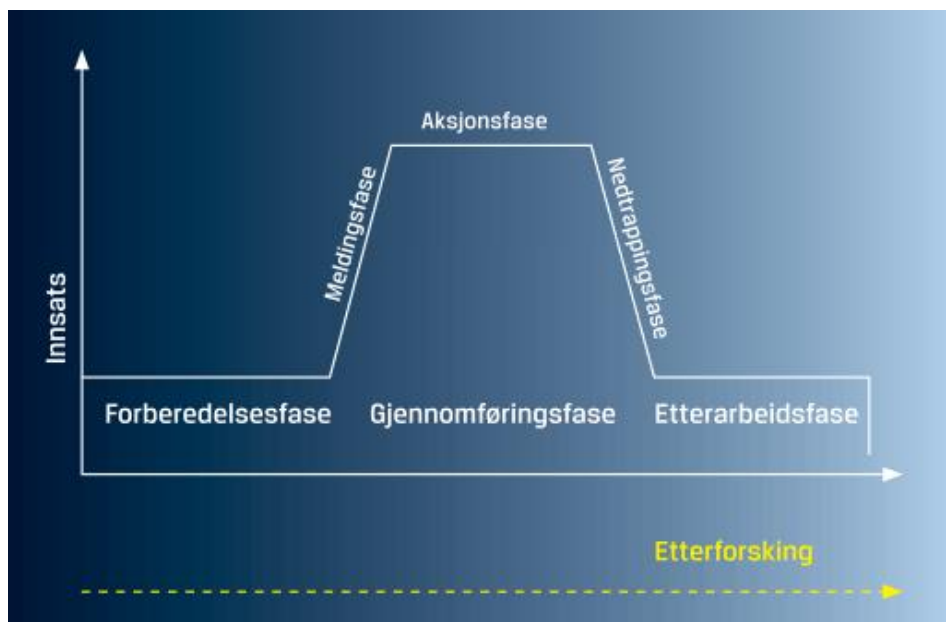 Aksjonsfase
Meldingsfase
Nedtrappingsfase
Innsats
Forberedelsesfase
Gjennomføringsfase
Etterarbeidsfase
Etterforsking